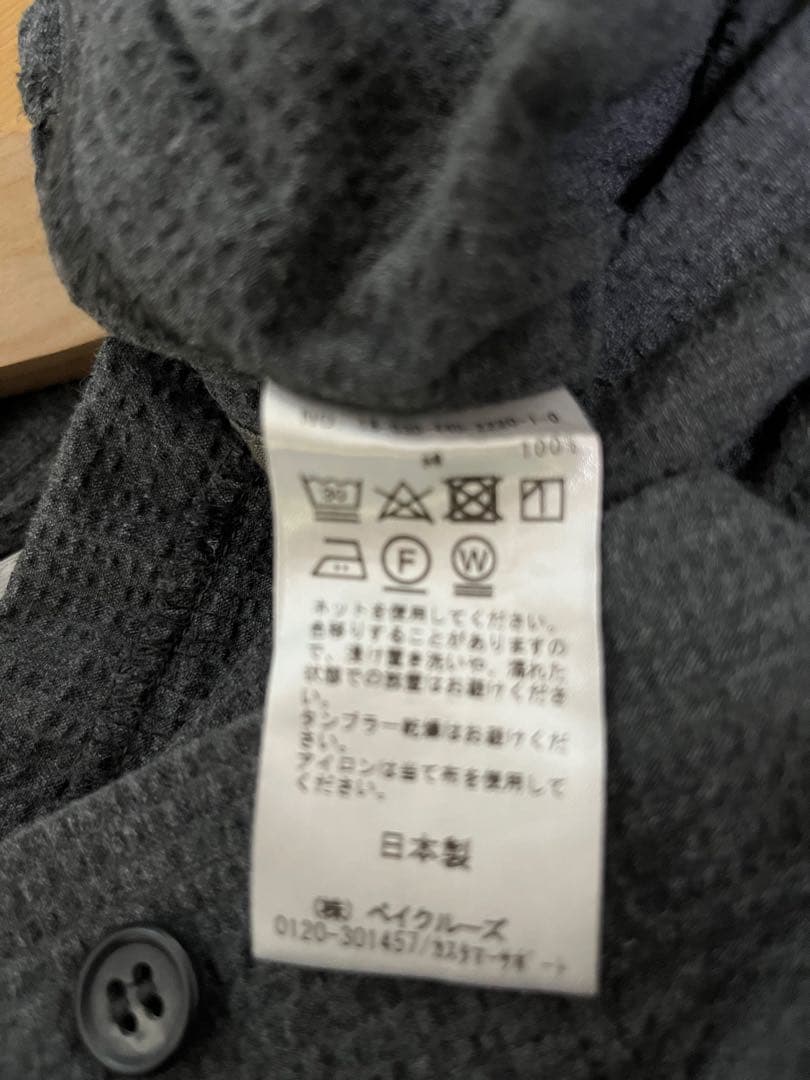 100%
30
F W
ネットを使用してください。
色移りすることがありますの
で、浸け置き洗いや、濡れた
状態での放置はお避けくださ
い。
タンブラー乾燥はお避けくだ
さい。
アイロンは当て布を使用して
ください。
日本製
(株) ベイクルーズ
0120-301457/カスタマーサポート